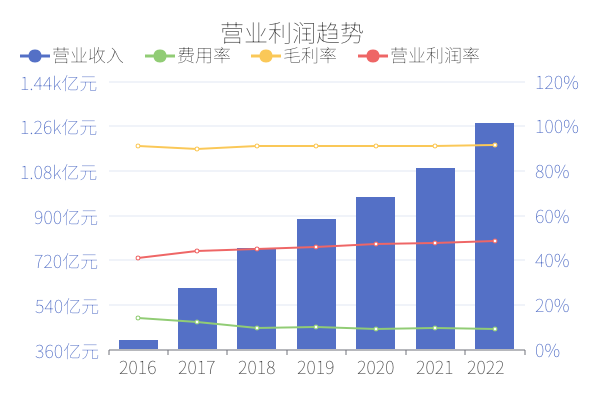 营业利润趋势
营业收入 费用率 毛利率 营业利润率
1.44k亿元 120%
1.26k亿元 100%
1.08k亿元 80%
900亿元 60%
720亿元 40%
540亿元 20%
360亿元 0%
2016 2017 2018 2019 2020 2021 2022